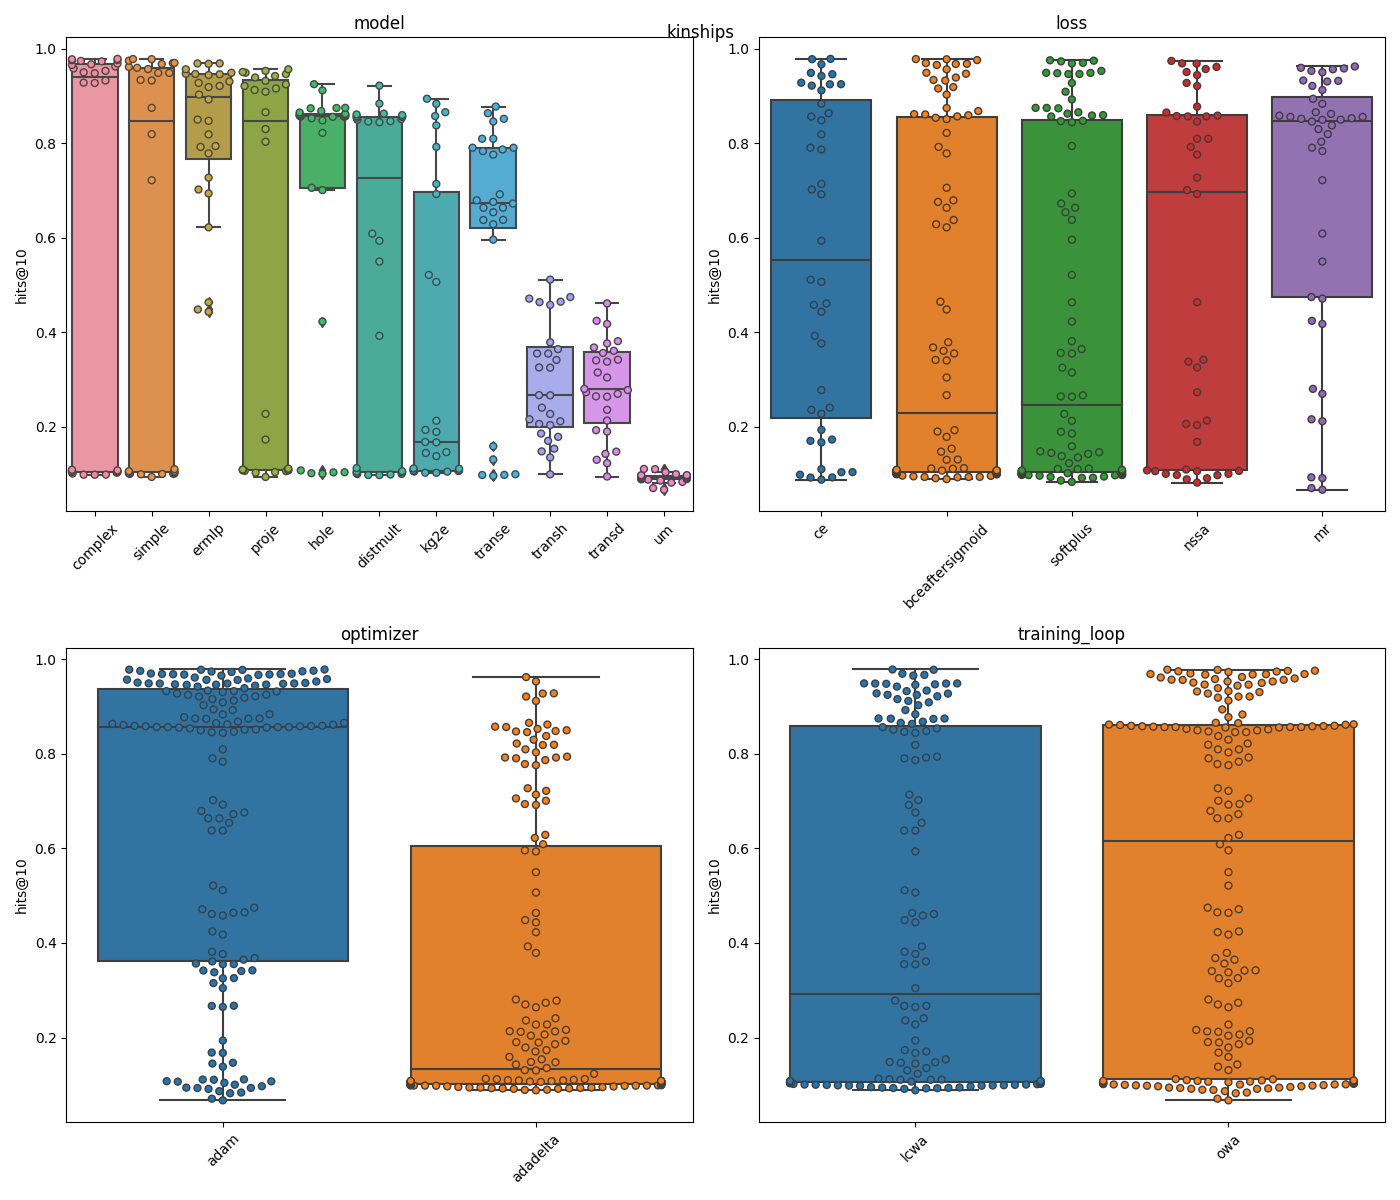 kinships
model
hits@10
1.0
0.8
0.6
0.4
0.2
complex
simple
ermlp
proje
hole
distmult
kg2e
transe
transh
transd
um
loss
hits@10
1.0
0.8
0.6
0.4
0.2
ce
bceaftersigmoid
softplus
nssa
mr
optimizer
hits@10
1.0
0.8
0.6
0.4
0.2
adam
adadelta
training_loop
hits@10
1.0
0.8
0.6
0.4
0.2
lcwa
owa